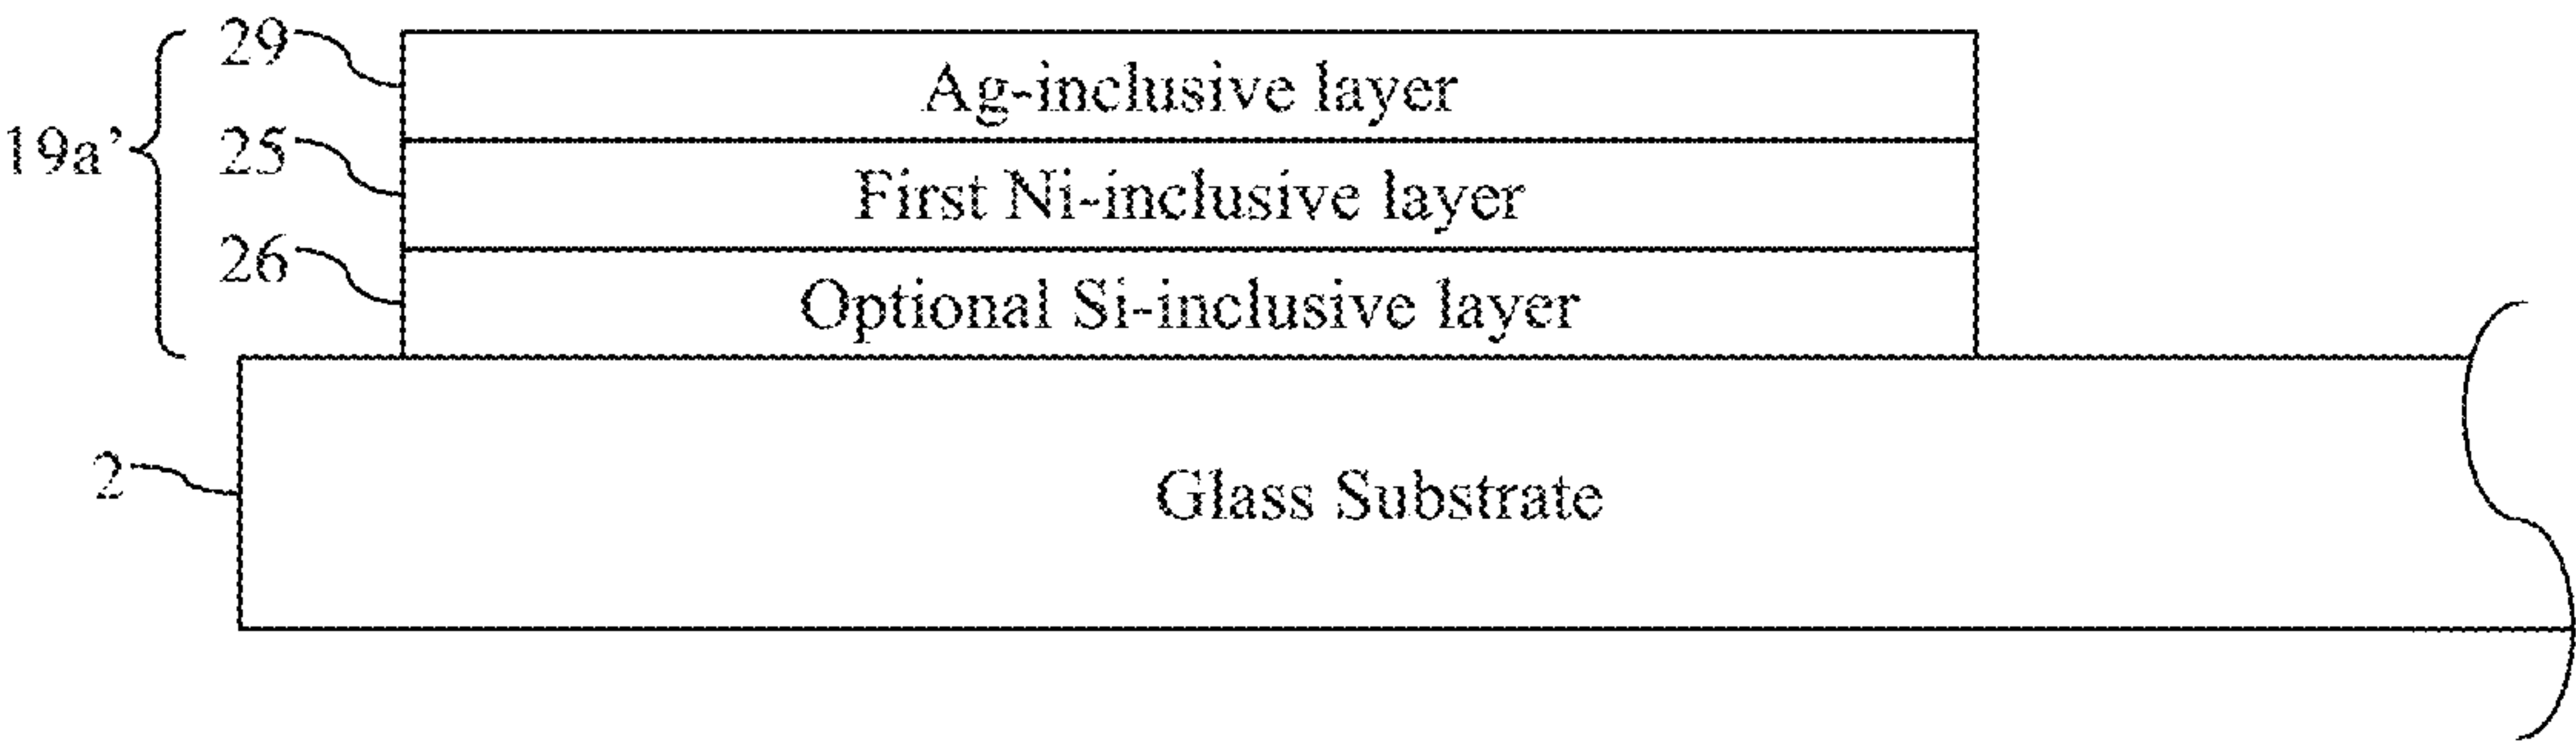 29
Ag-inclusive layer
19a’
25
First Ni-inclusive layer
26
Optional Si-inclusive layer
2
Glass Substrate